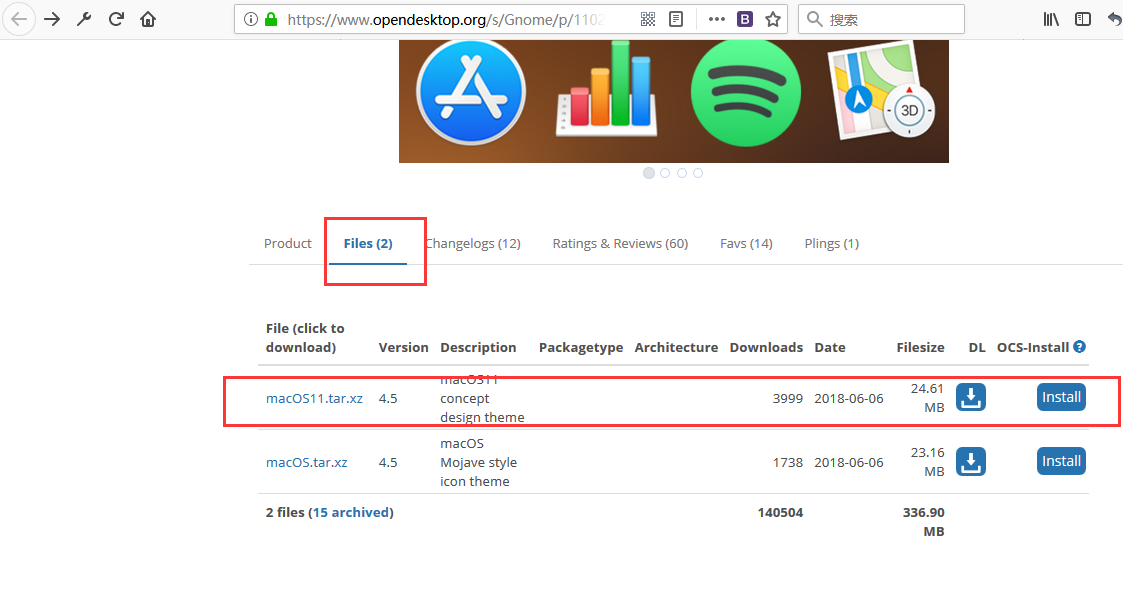 https://www.opendesktop.org/s/Gnome/p/1102
B
搜索
3D
Product
Files (2)
Changelogs (12)
Ratings & Reviews (60)
Favs (14)
Plings (1)
File (click to
download)
Version
Description
Packagetype
Architecture
Downloads
Date
Filesize
DL
OCS-Install ?
macOS11.tar.xz
4.5
macOS11
concept
design theme
3999
2018-06-06
24.61
MB
Install
macOS.tar.xz
4.5
macOS
Mojave style
icon theme
1738
2018-06-06
23.16
MB
Install
2 files (15 archived)
140504
336.90
MB